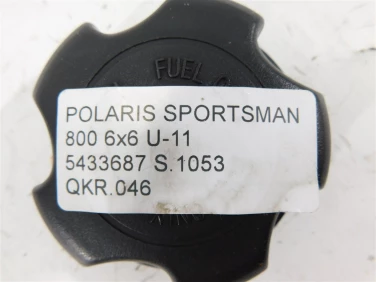 FUEL
POLARIS SPORTSMAN
800 6x6 U-11
5433687 S.1053
QKR.046